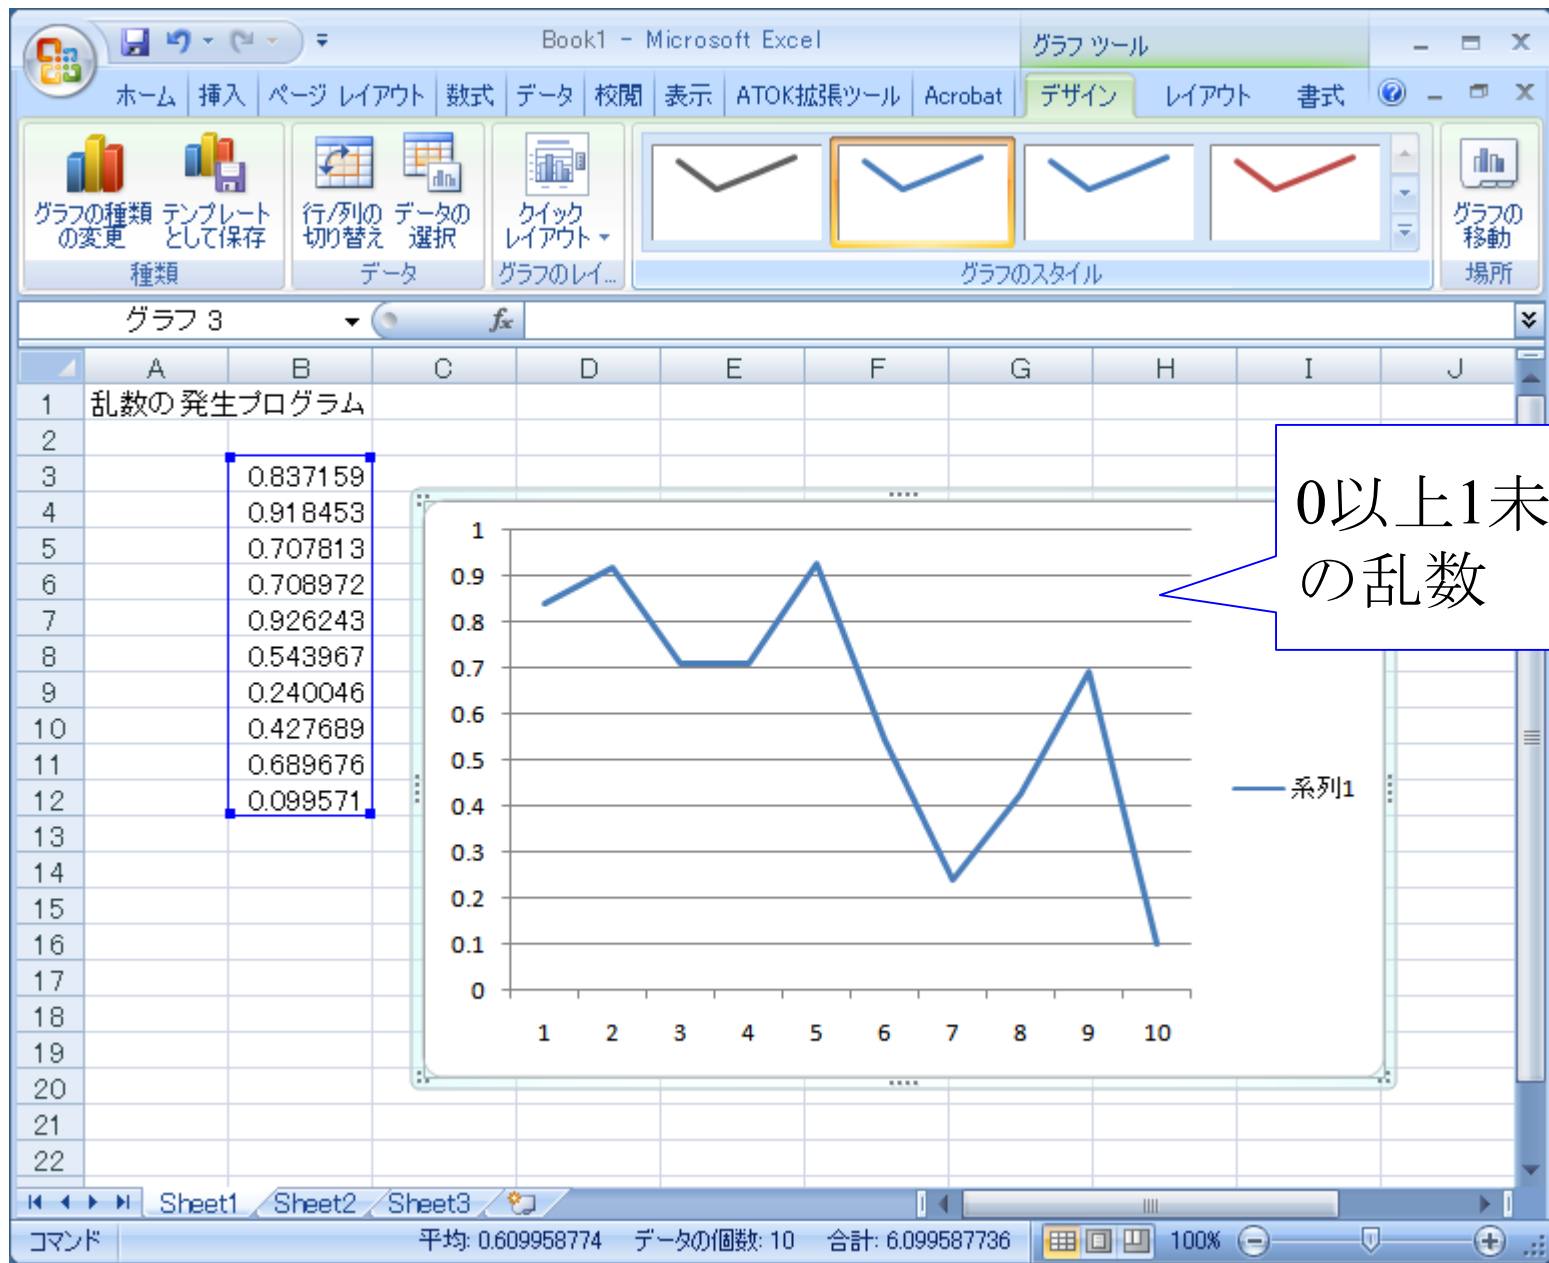 Book1 - Microsoft Excel
グラフ ツール
ホーム 挿入 ページ レイアウト 数式 データ 校閲 表示 ATOK拡張ツール Acrobat デザイン レイアウト 書式
グラフの種類の変更
テンプレートとして保存
行/列の切り替え
データの選択
クイックレイアウト
グラフの移動
種類 データ グラフのレイ... グラフのスタイル 場所
グラフ 3 fx
A B C D E F G H I J
1 乱数の発生プログラム
2
3 0.837159
4 0.918453
5 0.707813
6 0.708972
7 0.926243
8 0.543967
9 0.240046
10 0.427689
11 0.689676
12 0.099571
13
14
15
16
17
18
19
20
21
22
0以上1未
の乱数
1
0.9
0.8
0.7
0.6
0.5
0.4
0.3
0.2
0.1
0
1 2 3 4 5 6 7 8 9 10
系列1
Sheet1 Sheet2 Sheet3
コマンド 平均: 0.609958774 データの個数: 10 合計: 6.099587736 100%